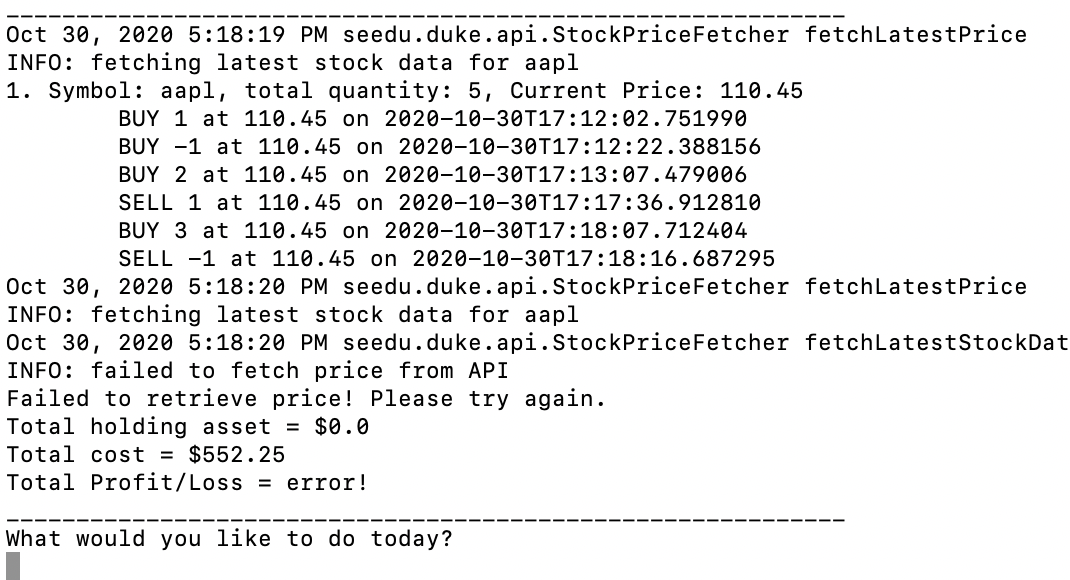 ____________________________________________________________
Oct 30, 2020 5:18:19 PM seedu.duke.api.StockPriceFetcher fetchLatestPrice
INFO: fetching latest stock data for aapl
1. Symbol: aapl, total quantity: 5, Current Price: 110.45
        BUY 1 at 110.45 on 2020-10-30T17:12:02.751990
        BUY -1 at 110.45 on 2020-10-30T17:12:22.388156
        BUY 2 at 110.45 on 2020-10-30T17:13:07.479006
        SELL 1 at 110.45 on 2020-10-30T17:17:36.912810
        BUY 3 at 110.45 on 2020-10-30T17:18:07.712404
        SELL -1 at 110.45 on 2020-10-30T17:18:16.687295
Oct 30, 2020 5:18:20 PM seedu.duke.api.StockPriceFetcher fetchLatestPrice
INFO: fetching latest stock data for aapl
Oct 30, 2020 5:18:20 PM seedu.duke.api.StockPriceFetcher fetchLatestStockDat
INFO: failed to fetch price from API
Failed to retrieve price! Please try again.
Total holding asset = $0.0
Total cost = $552.25
Total Profit/Loss = error!
____________________________________________________________
What would you like to do today?